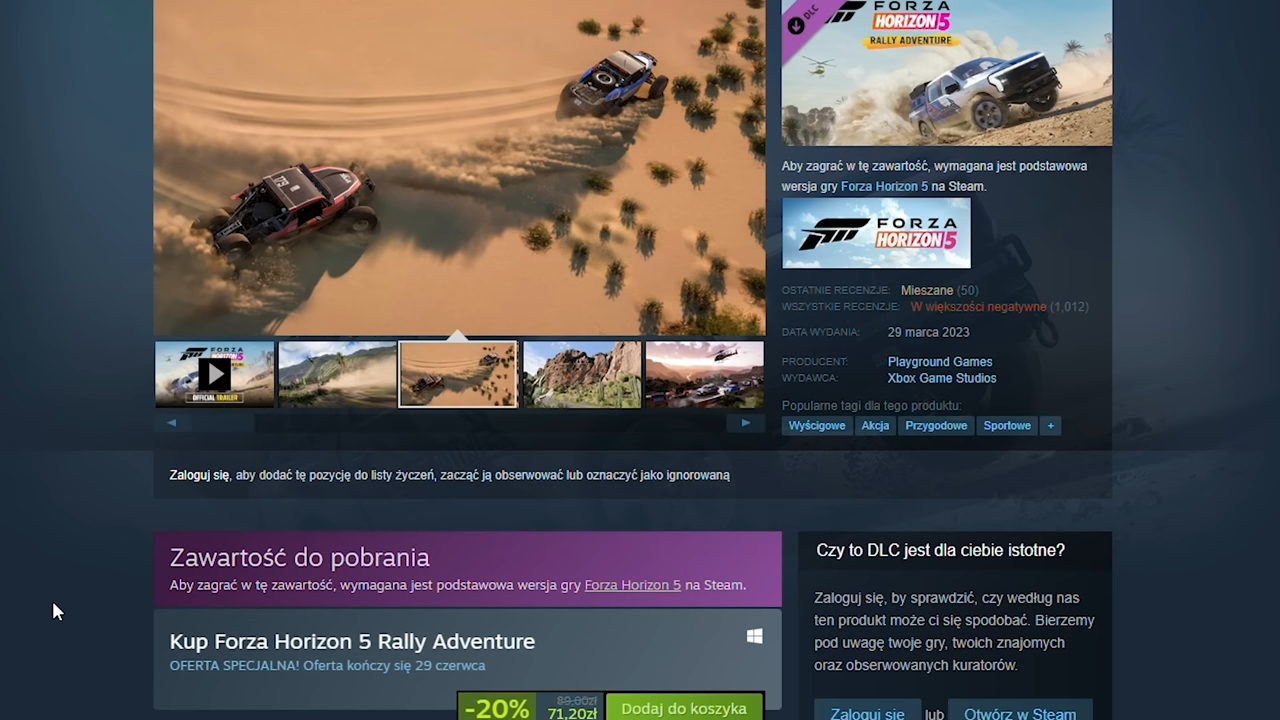 DLC
FORZA
HORIZON 5
RALLY ADVENTURE
Aby zagrać w tę zawartość, wymagana jest podstawowa
wersja gry Forza Horizon 5 na Steam.
FORZA
HORIZON 5
OSTATNIE RECENZJE: Mieszane (50)
WSZYSTKIE RECENZJE: W większości negatywne (1,012)
DATA WYDANIA: 29 marca 2023
PRODUCENT: Playground Games
WYDAWCA: Xbox Game Studios
Popularne tagi dla tego produktu:
Wyścigowe Akcja Przygodowe Sportowe +
OFFICIAL TRAILER
Zaloguj się, aby dodać tę pozycję do listy życzeń, zacząć ją obserwować lub oznaczyć jako ignorowaną
Zawartość do pobrania
Aby zagrać w tę zawartość, wymagana jest podstawowa wersja gry Forza Horizon 5 na Steam.
Kup Forza Horizon 5 Rally Adventure
OFERTA SPECJALNA! Oferta kończy się 29 czerwca
-20% 89,00zł 71,20zł Dodaj do koszyka
Czy to DLC jest dla ciebie istotne?
Zaloguj się, by sprawdzić, czy według nas
ten produkt może ci się spodobać. Bierzemy
pod uwagę twoje gry, twoich znajomych
oraz obserwowanych kuratorów.
Zaloguj się lub Otwórz w Steam